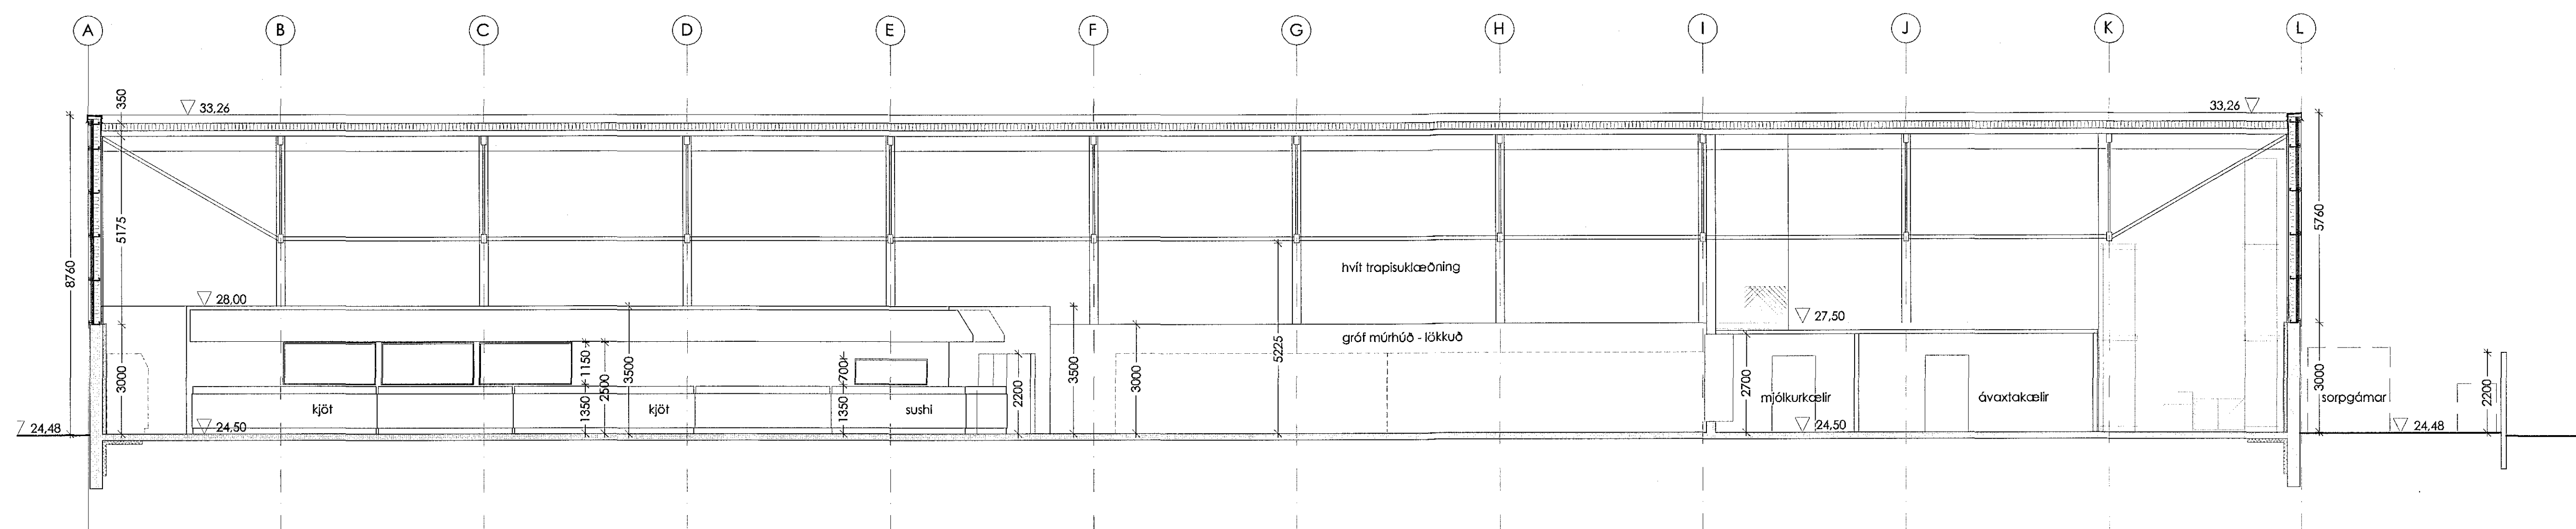 A B C D E F G H I J K L
350
33,26
33,26
5175
8760
5760
hvít trapisuklæðning
28,00
27,50
gróf múrhúð - lökkuð
5225
3000
1150
2500
3500
700
2200
3500
3000
2700
3000
2200
kjöt
1350
kjöt
1350
sushi
mjólkurkælir
ávaxtakælir
sorpgámar
24,48
24,50
24,50
24,48